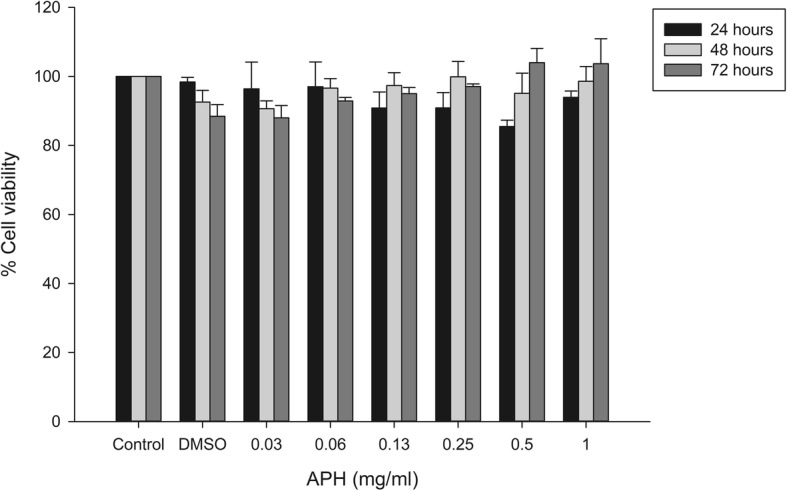 120
100
80
60
40
20
0
% Cell viability
24 hours
48 hours
72 hours
Control DMSO 0.03 0.06 0.13 0.25 0.5 1
APH (mg/ml)